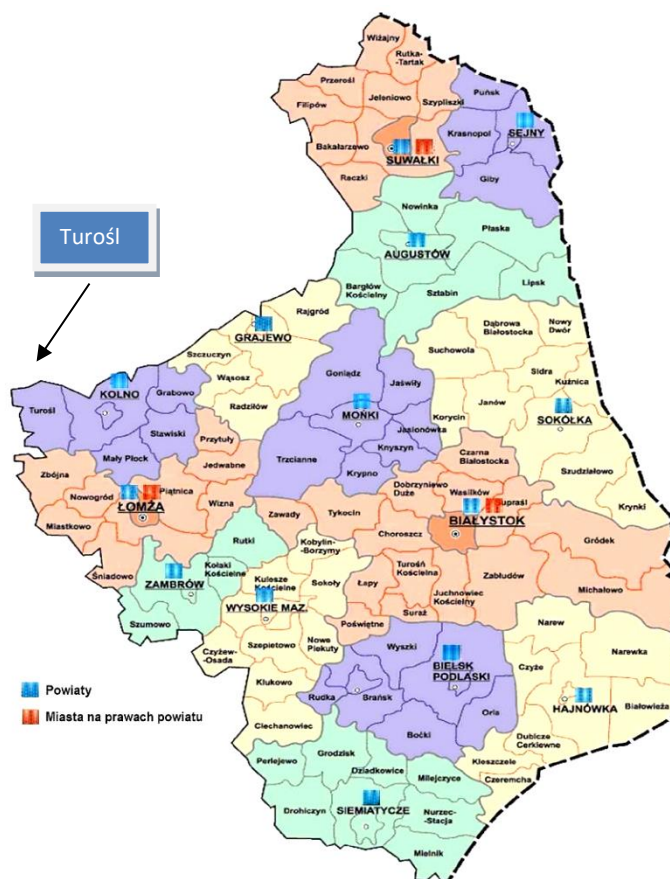 Wiżajny
Rutka-
-Tartak
Przerośl
Jeleniowo
Szypliszki
Filipów
Puńsk
Krasnopol
SEJNY
Bakałarzewo
SUWAŁKI
Raczki
Giby
Nowinka
Płaska
Turośl
AUGUSTÓW
Lipsk
Bargłów
Kościelny
Sztabin
Rajgród
GRAJEWO
Szczuczyn
Wąsosz
Radziłów
Goniądz
Jaświły
MOŃKI
Jasionówka
Knyszyn
Trzcianne
Krypno
Dąbrowa
Białostocka
Nowy
Dwór
Suchowola
Sidra
Kuźnica
Janów
SOKÓŁKA
Korycin
Szudziałowo
Krynki
KOLNO
Grabowo
Turośl
Stawiski
Mały Płock
Przytuły
Jedwabne
Zbójna
Nowogród
Piątnica
ŁOMŻA
Wizna
Miastkowo
Śniadowo
Zawady
Tykocin
Dobrzyniewo
Duże
Czarna
Białostocka
Wasilków
Supraśl
BIAŁYSTOK
Choroszcz
Gródek
Zabłudów
Michałowo
Łapy
Turośń
Kościelna
Juchnowiec
Kościelny
Suraż
Poświętne
Rutki
Kołaki
Kościelne
ZAMBRÓW
Szumowo
Kobylin-
-Borzymy
Kulesze
Kościelne
Sokoły
WYSOKIE MAZ.
Szepietowo
Nowe
Piekuty
Czyżew-
-Osada
Klukowo
Ciechanowiec
Wyszki
BIELSK
PODLASKI
Rudka
Brańsk
Orla
Boćki
Narew
Narewka
Czyże
HAJNÓWKA
Białowieża
Dubicze
Cerkiewne
Kleszczele
Czeremcha
Perlejewo
Grodzisk
Dziadkowice
Milejczyce
Drohiczyn
SIEMIATYCZE
Nurzec-
-Stacja
Mielnik
Powiaty
Miasta na prawach powiatu